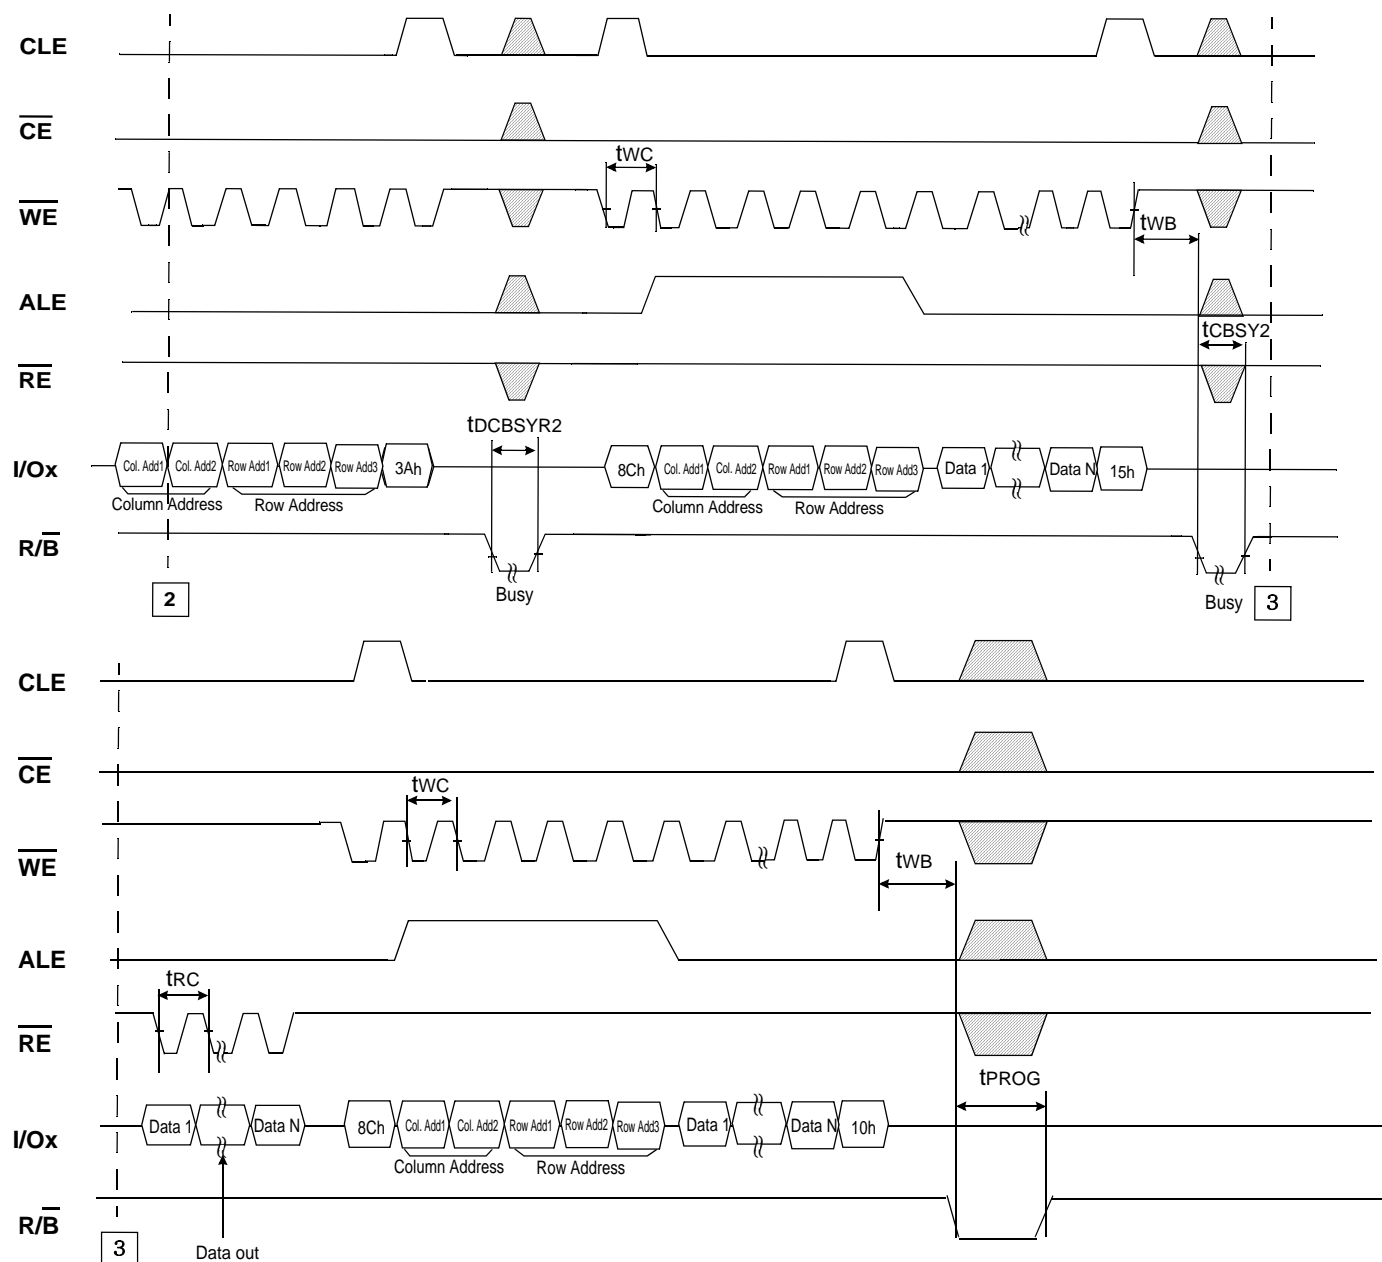 CLE
CE
tWC
WE
tWB
ALE
tCBSY2
RE
tDCBSYR2
I/Ox
Col. Add1 Col. Add2 Row Add1 Row Add2 Row Add3 3Ah 8Ch Col. Add1 Col. Add2 Row Add1 Row Add2 Row Add3 Data 1 Data N 15h
Column Address Row Address Column Address Row Address
R/B
Busy Busy
2 3
CLE
CE
tWC
WE
tWB
ALE
tRC
RE
tPROG
I/Ox
Data 1 Data N 8Ch Col. Add1 Col. Add2 Row Add1 Row Add2 Row Add3 Data 1 Data N 10h
Column Address Row Address
R/B
3
Data out